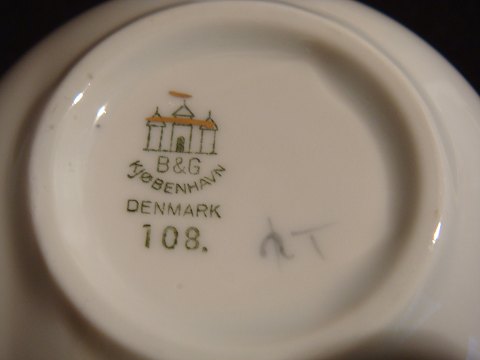 B&G
KJØBENHAVN
DENMARK
108.